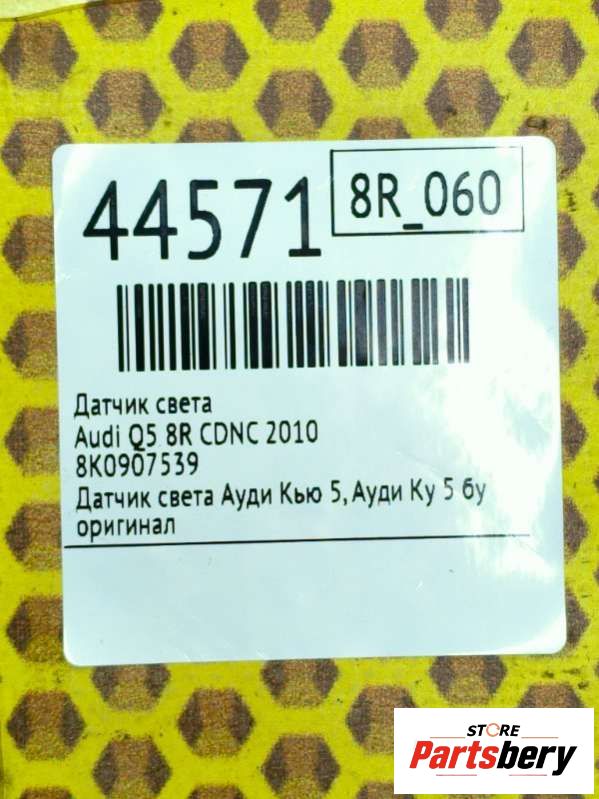 44571
8R_060
Датчик света
Audi Q5 8R CDNC 2010
8K0907539
Датчик света Ауди Кью 5, Ауди Ку 5 бу
оригинал
STORE
Partsbery